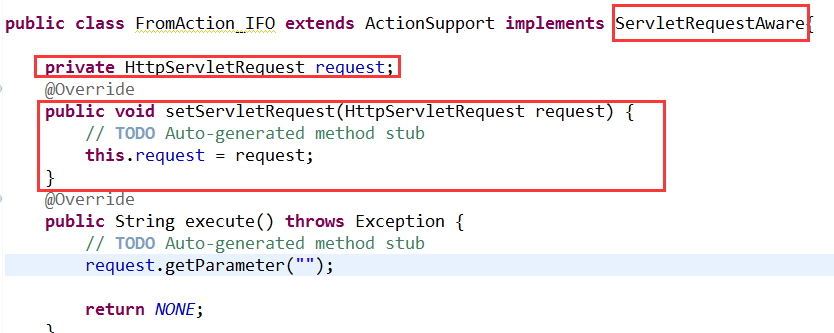 public class FromAction_IFO extends ActionSupport implements ServletRequestAware{
private HttpServletRequest request;
@Override
public void setServletRequest(HttpServletRequest request) {
// TODO Auto-generated method stub
this.request = request;
}
@Override
public String execute() throws Exception {
// TODO Auto-generated method stub
request.getParameter("");
return NONE;
}